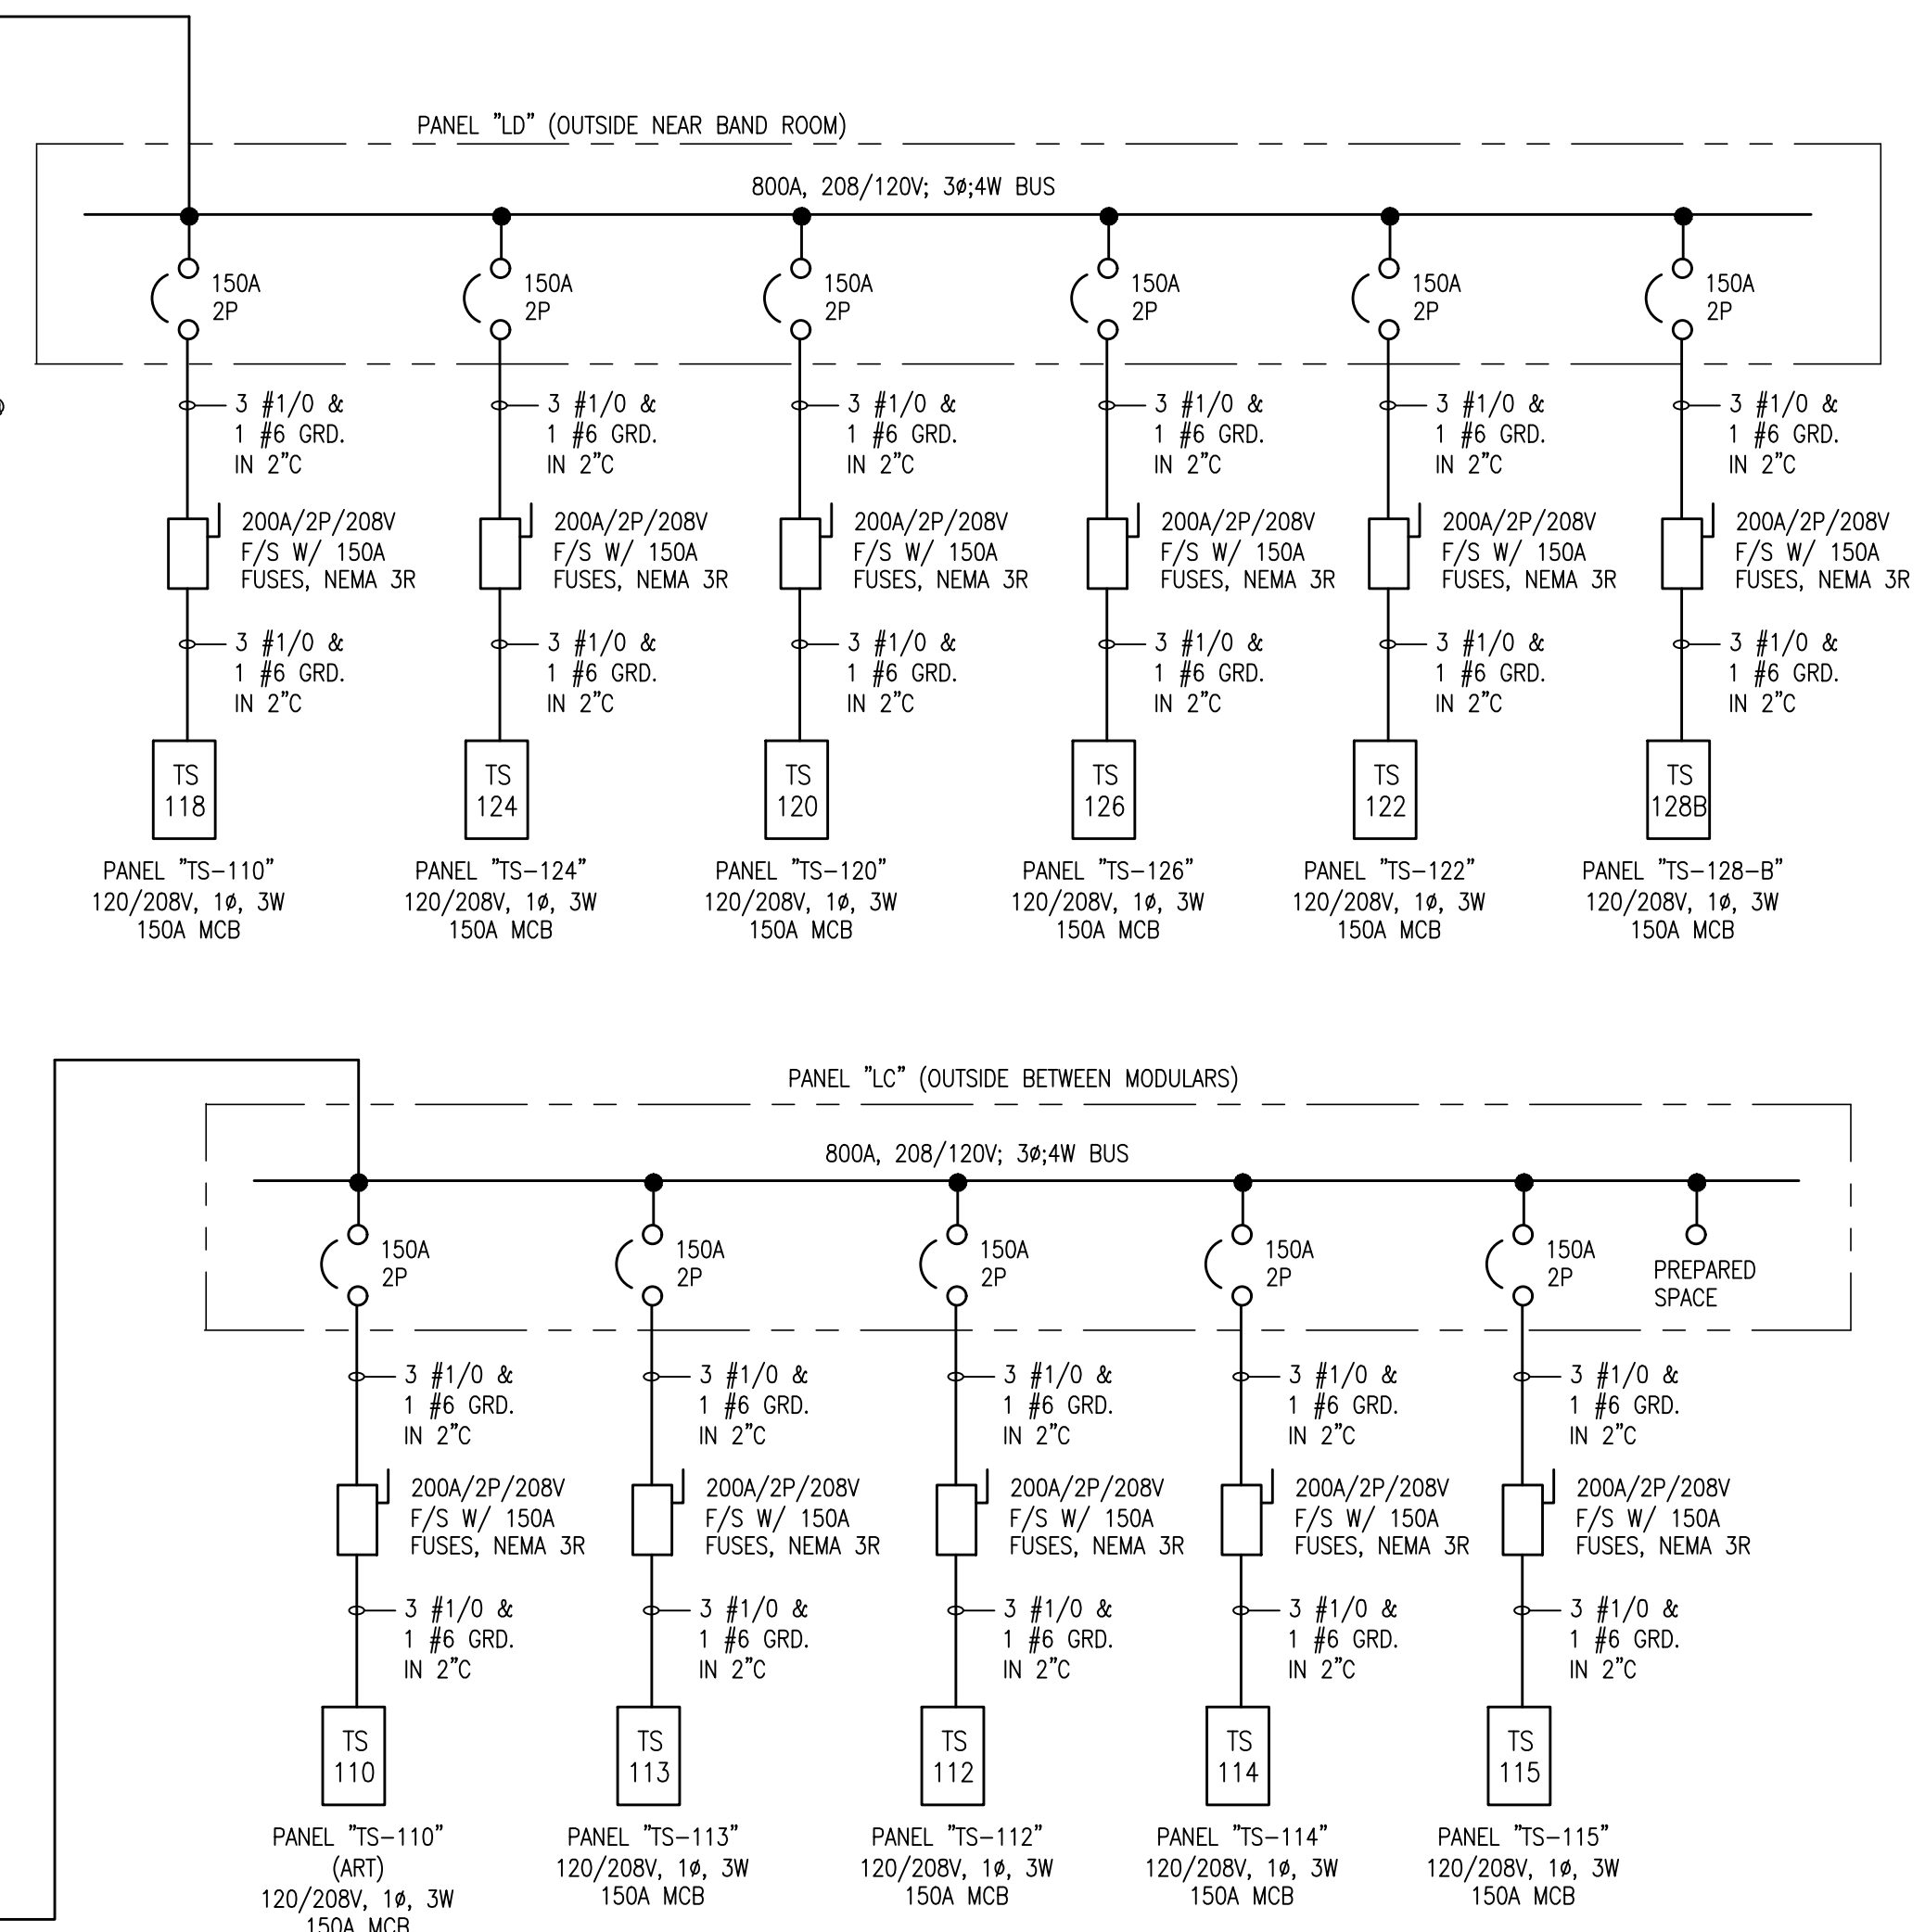 PANEL "LD" (OUTSIDE NEAR BAND ROOM)
800A, 208/120V; 3ø;4W BUS
150A
2P
150A
2P
150A
2P
150A
2P
150A
2P
150A
2P
3 #1/0 &
1 #6 GRD.
IN 2"C
3 #1/0 &
1 #6 GRD.
IN 2"C
3 #1/0 &
1 #6 GRD.
IN 2"C
3 #1/0 &
1 #6 GRD.
IN 2"C
3 #1/0 &
1 #6 GRD.
IN 2"C
3 #1/0 &
1 #6 GRD.
IN 2"C
200A/2P/208V
F/S W/ 150A
FUSES, NEMA 3R
200A/2P/208V
F/S W/ 150A
FUSES, NEMA 3R
200A/2P/208V
F/S W/ 150A
FUSES, NEMA 3R
200A/2P/208V
F/S W/ 150A
FUSES, NEMA 3R
200A/2P/208V
F/S W/ 150A
FUSES, NEMA 3R
200A/2P/208V
F/S W/ 150A
FUSES, NEMA 3R
3 #1/0 &
1 #6 GRD.
IN 2"C
3 #1/0 &
1 #6 GRD.
IN 2"C
3 #1/0 &
1 #6 GRD.
IN 2"C
3 #1/0 &
1 #6 GRD.
IN 2"C
3 #1/0 &
1 #6 GRD.
IN 2"C
3 #1/0 &
1 #6 GRD.
IN 2"C
TS
118
TS
124
TS
120
TS
126
TS
122
TS
128B
PANEL "TS-110"
120/208V, 1ø, 3W
150A MCB
PANEL "TS-124"
120/208V, 1ø, 3W
150A MCB
PANEL "TS-120"
120/208V, 1ø, 3W
150A MCB
PANEL "TS-126"
120/208V, 1ø, 3W
150A MCB
PANEL "TS-122"
120/208V, 1ø, 3W
150A MCB
PANEL "TS-128-B"
120/208V, 1ø, 3W
150A MCB
PANEL "LC" (OUTSIDE BETWEEN MODULARS)
800A, 208/120V; 3ø;4W BUS
150A
2P
150A
2P
150A
2P
150A
2P
150A
2P
PREPARED
SPACE
3 #1/0 &
1 #6 GRD.
IN 2"C
3 #1/0 &
1 #6 GRD.
IN 2"C
3 #1/0 &
1 #6 GRD.
IN 2"C
3 #1/0 &
1 #6 GRD.
IN 2"C
3 #1/0 &
1 #6 GRD.
IN 2"C
200A/2P/208V
F/S W/ 150A
FUSES, NEMA 3R
200A/2P/208V
F/S W/ 150A
FUSES, NEMA 3R
200A/2P/208V
F/S W/ 150A
FUSES, NEMA 3R
200A/2P/208V
F/S W/ 150A
FUSES, NEMA 3R
200A/2P/208V
F/S W/ 150A
FUSES, NEMA 3R
3 #1/0 &
1 #6 GRD.
IN 2"C
3 #1/0 &
1 #6 GRD.
IN 2"C
3 #1/0 &
1 #6 GRD.
IN 2"C
3 #1/0 &
1 #6 GRD.
IN 2"C
3 #1/0 &
1 #6 GRD.
IN 2"C
TS
110
TS
113
TS
112
TS
114
TS
115
PANEL "TS-110"
(ART)
120/208V, 1ø, 3W
150A MCB
PANEL "TS-113"
120/208V, 1ø, 3W
150A MCB
PANEL "TS-112"
120/208V, 1ø, 3W
150A MCB
PANEL "TS-114"
120/208V, 1ø, 3W
150A MCB
PANEL "TS-115"
120/208V, 1ø, 3W
150A MCB